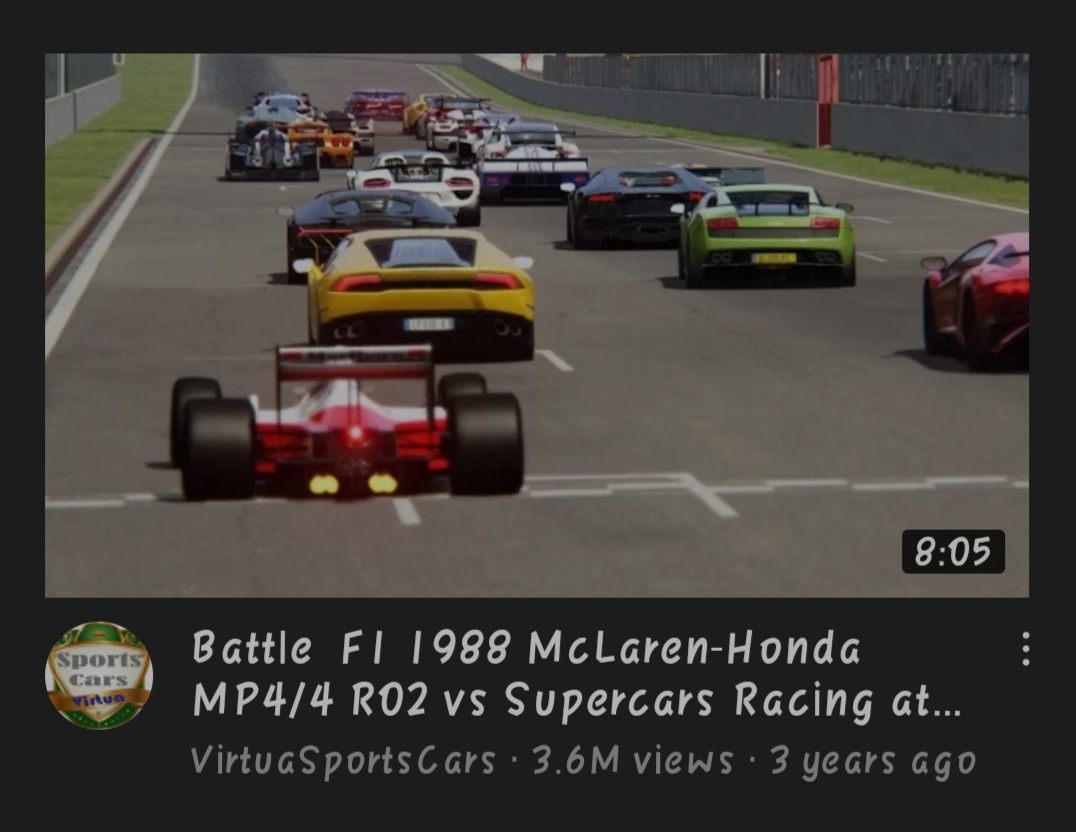 8:05
Sports
Cars
Virtua
Battle F1 1988 McLaren-Honda
MP4/4 R02 vs Supercars Racing at...
VirtuaSportsCars · 3.6M views · 3 years ago